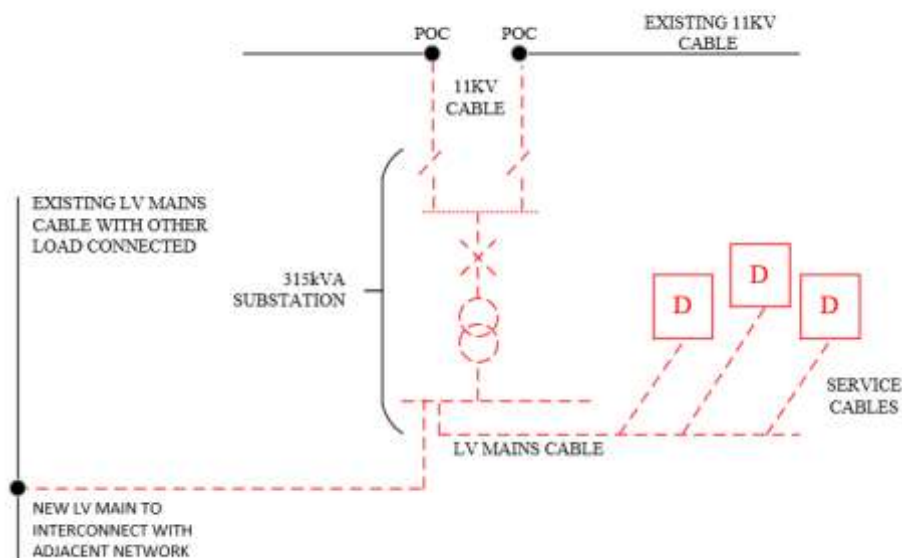 POC
POC
EXISTING 11KV
CABLE
11KV
CABLE
EXISTING LV MAINS
CABLE WITH OTHER
LOAD CONNECTED
315kVA
SUBSTATION
D
D
D
SERVICE
CABLES
LV MAINS CABLE
NEW LV MAIN TO
INTERCONNECT WITH
ADJACENT NETWORK